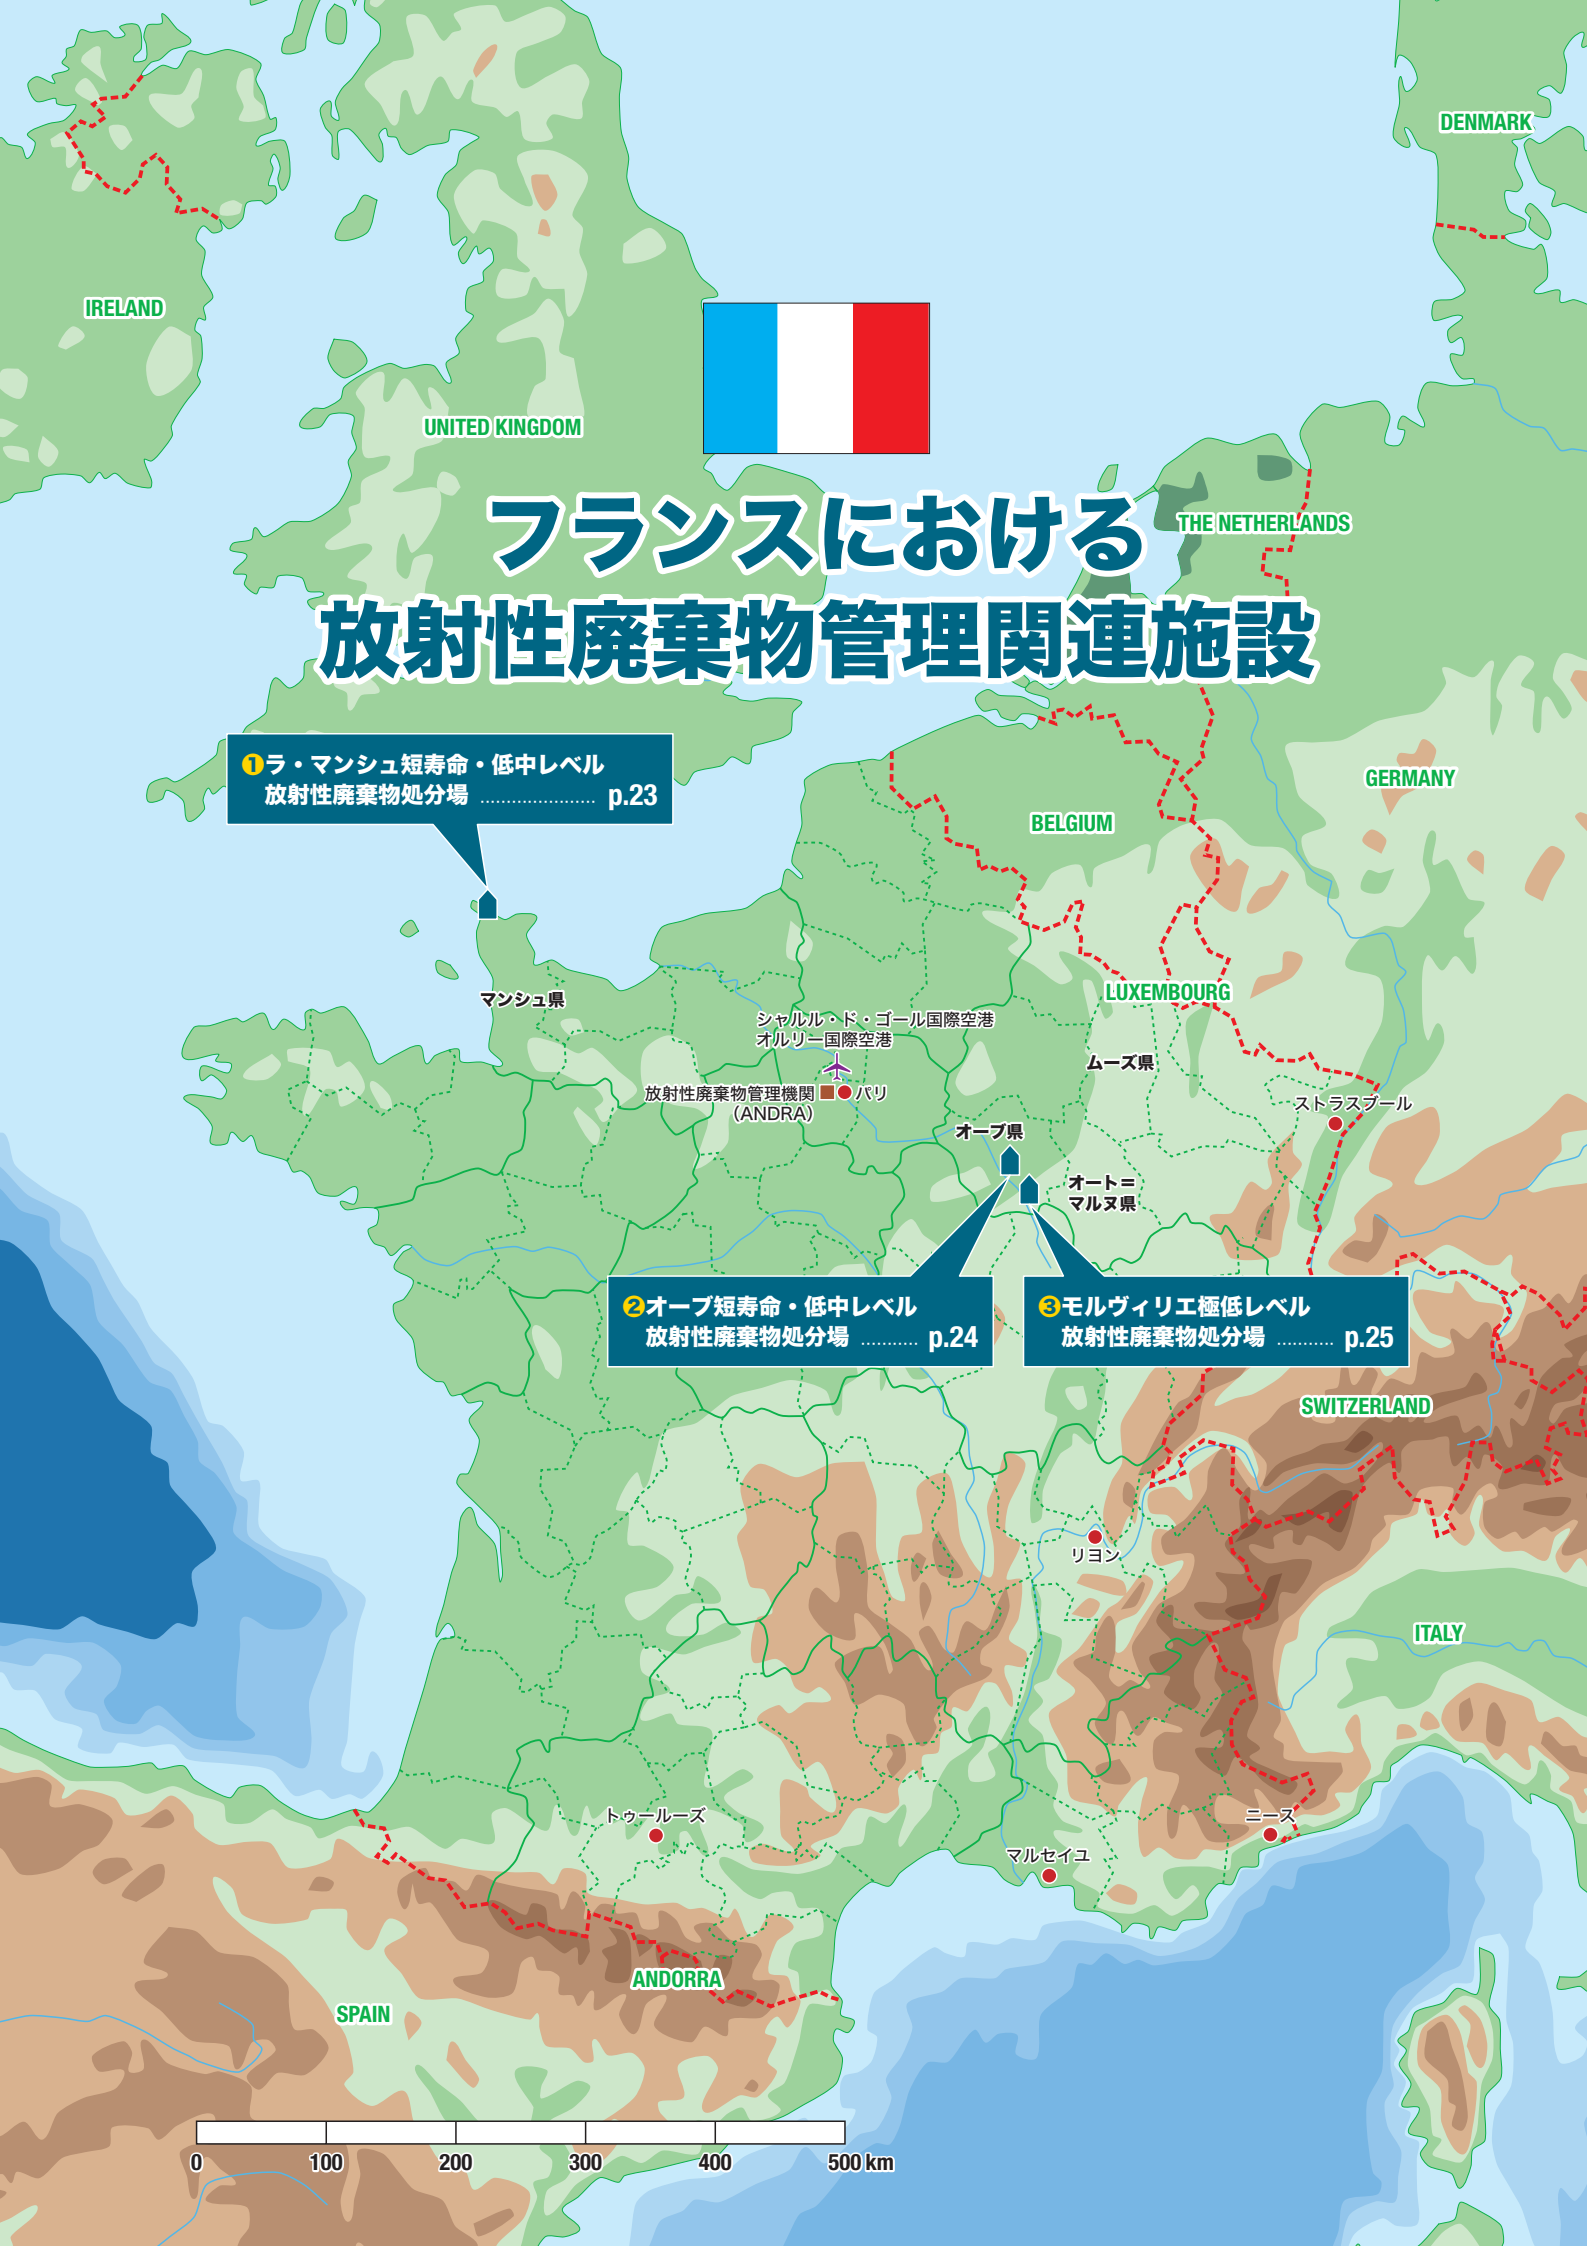 DENMARK
IRELAND
UNITED KINGDOM
THE NETHERLANDS
フランスにおける
放射性廃棄物管理関連施設
❶ラ・マンシュ短寿命・低中レベル
放射性廃棄物処分場 ...................... p.23
GERMANY
BELGIUM
LUXEMBOURG
マンシュ県
シャルル・ド・ゴール国際空港
オルリー国際空港
ムーズ県
放射性廃棄物管理機関
（ANDRA）
パリ
ストラスブール
オーブ県
オート＝
マルヌ県
❷オーブ短寿命・低中レベル
放射性廃棄物処分場 ........... p.24
❸モルヴィリエ極低レベル
放射性廃棄物処分場 ........... p.25
SWITZERLAND
リヨン
ITALY
トゥールーズ
ニース
マルセイユ
ANDORRA
SPAIN
0 100 200 300 400 500 km